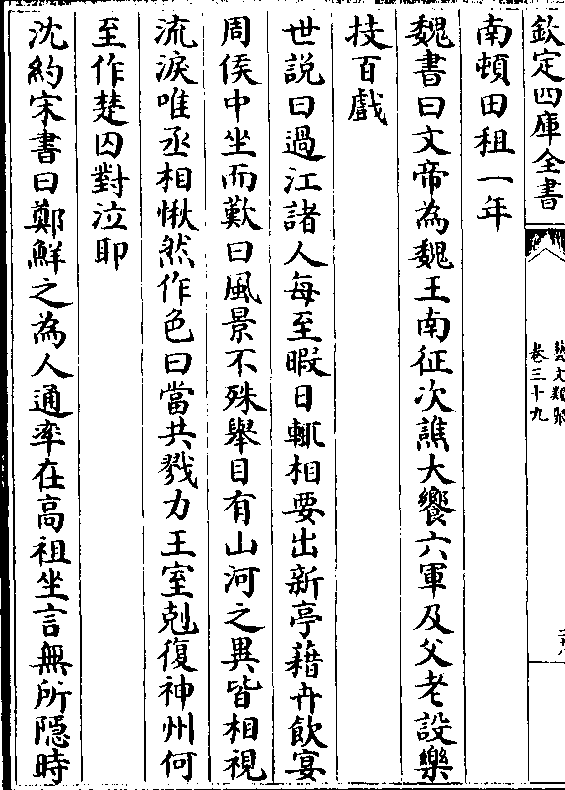 欽定四庫全書
藝文類聚
卷三十九
南頓田租一年
魏書曰文帝為魏王南征次譙大饗六軍及父老設樂
技百戲
世説曰過江諸人每至暇日輒相要出新亭藉卉飲宴
周侯中坐而歎曰風景不殊舉目有山河之異皆相視
流淚唯丞相愀然作色曰當共戮力王室剋復神州何
至作楚囚對泣耶
沈約宋書曰鄭鮮之為人通率在髙祖坐言無所隠時